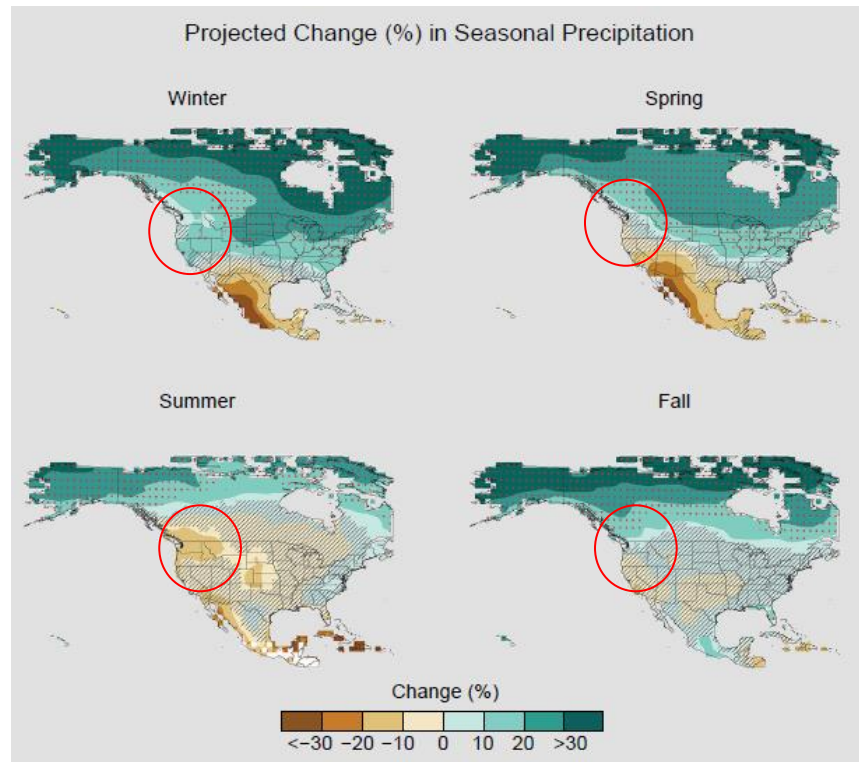 Projected Change (%) in Seasonal Precipitation
Winter
Spring
Summer
Fall
Change (%)
<−30 −20 −10 0 10 20 >30